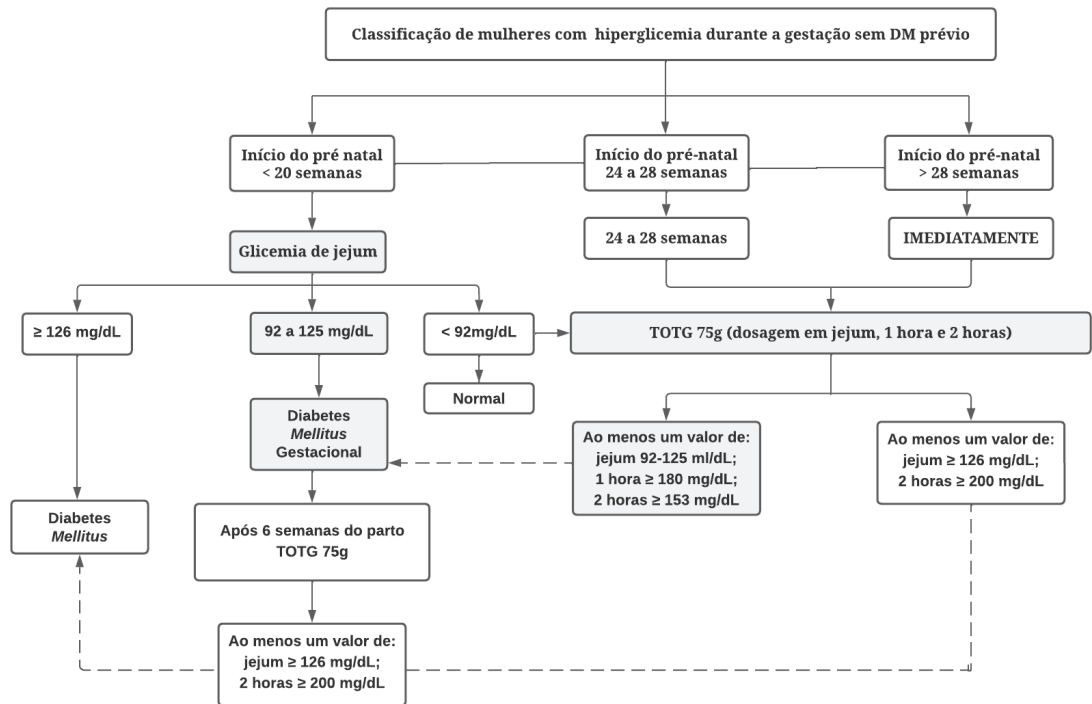 Classificação de mulheres com hiperglicemia durante a gestação sem DM prévio
Início do pré natal
< 20 semanas
Início do pré-natal
24 a 28 semanas
Início do pré-natal
> 28 semanas
Glicemia de jejum
24 a 28 semanas
IMEDIATAMENTE
≥ 126 mg/dL
92 a 125 mg/dL
< 92mg/dL
TOTG 75g (dosagem em jejum, 1 hora e 2 horas)
Normal
Diabetes
Mellitus
Gestacional
Ao menos um valor de:
jejum 92-125 ml/dL;
1 hora ≥ 180 mg/dL;
2 horas ≥ 153 mg/dL
Ao menos um valor de:
jejum ≥ 126 mg/dL;
2 horas ≥ 200 mg/dL
Diabetes
Mellitus
Após 6 semanas do parto
TOTG 75g
Ao menos um valor de:
jejum ≥ 126 mg/dL;
2 horas ≥ 200 mg/dL